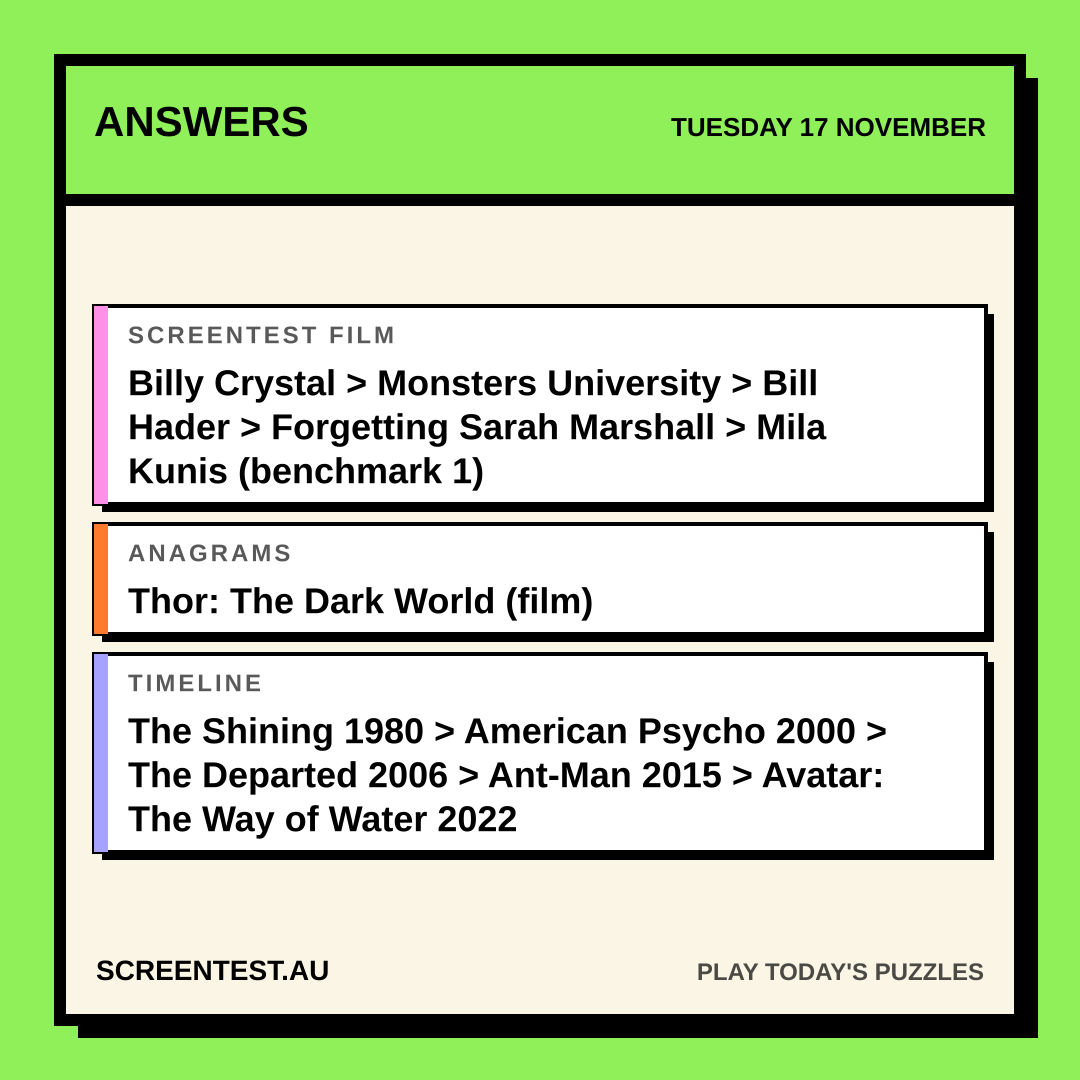 ANSWERS
TUESDAY 17 NOVEMBER
SCREENTEST FILM
Billy Crystal > Monsters University > Bill
Hader > Forgetting Sarah Marshall > Mila
Kunis (benchmark 1)
ANAGRAMS
Thor: The Dark World (film)
TIMELINE
The Shining 1980 > American Psycho 2000 >
The Departed 2006 > Ant-Man 2015 > Avatar:
The Way of Water 2022
SCREENTEST.AU
PLAY TODAY'S PUZZLES